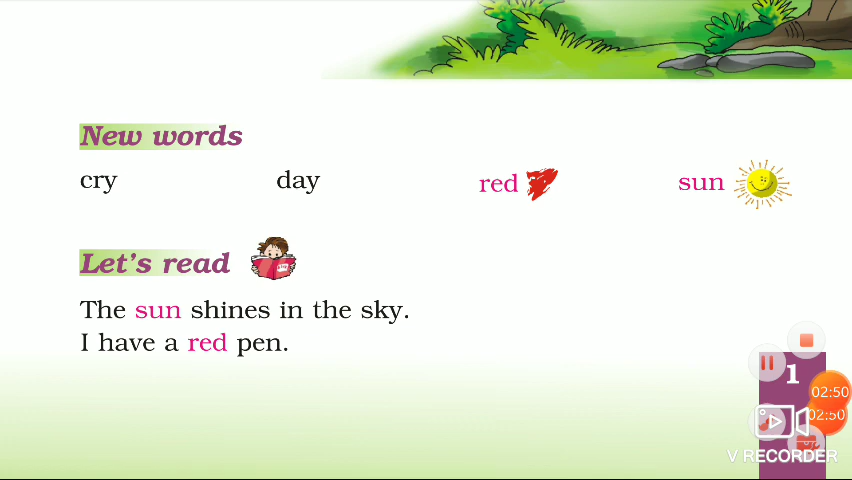 New words
cry day red sun
Let's read
The sun shines in the sky.
I have a red pen.
1
02:50
02:50
V RECORDER